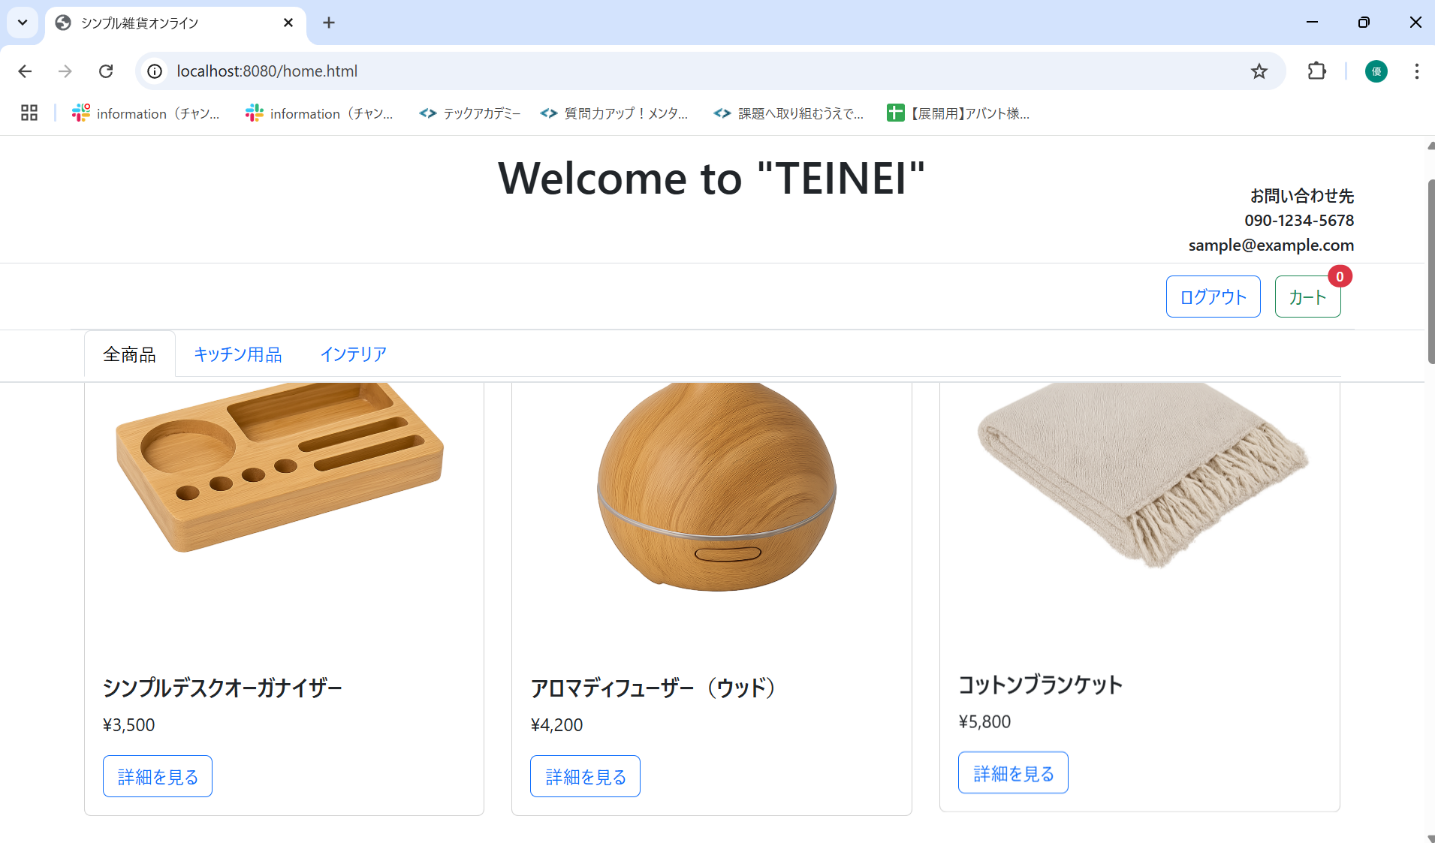 シンプル雑貨オンライン
localhost:8080/home.html
優
information（チャン...
information（チャン...
テックアカデミー
質問力アップ！メンタ...
課題へ取り組むうえで...
【展開用】アバント様...
Welcome to "TEINEI"
お問い合わせ先
090-1234-5678
sample@example.com
ログアウト
カート
0
全商品
キッチン用品
インテリア
シンプルデスクオーガナイザー
¥3,500
詳細を見る
アロマディフューザー（ウッド）
¥4,200
詳細を見る
コットンブランケット
¥5,800
詳細を見る